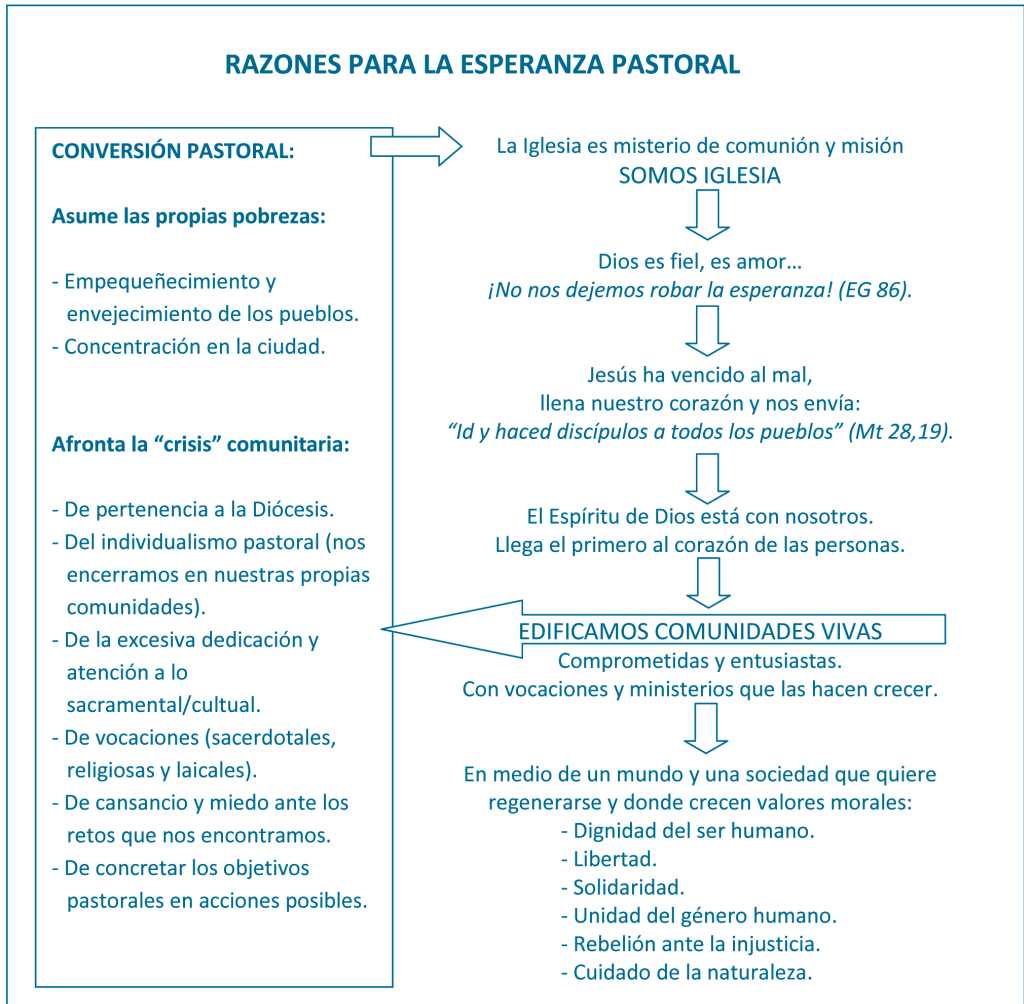 RAZONES PARA LA ESPERANZA PASTORAL
CONVERSIÓN PASTORAL:
Asume las propias pobrezas:
- Empequeñecimiento y
envejecimiento de los pueblos.
- Concentración en la ciudad.
Afronta la “crisis” comunitaria:
- De pertenencia a la Diócesis.
- Del individualismo pastoral (nos
encerramos en nuestras propias
comunidades).
- De la excesiva dedicación y
atención a lo
sacramental/cultual.
- De vocaciones (sacerdotales,
religiosas y laicales).
- De cansancio y miedo ante los
retos que nos encontramos.
- De concretar los objetivos
pastorales en acciones posibles.
La Iglesia es misterio de comunión y misión
SOMOS IGLESIA
Dios es fiel, es amor…
¡No nos dejemos robar la esperanza! (EG 86).
Jesús ha vencido al mal,
llena nuestro corazón y nos envía:
“Id y haced discípulos a todos los pueblos” (Mt 28,19).
El Espíritu de Dios está con nosotros.
Llega el primero al corazón de las personas.
EDIFICAMOS COMUNIDADES VIVAS
Comprometidas y entusiastas.
Con vocaciones y ministerios que las hacen crecer.
En medio de un mundo y una sociedad que quiere
regenerarse y donde crecen valores morales:
- Dignidad del ser humano.
- Libertad.
- Solidaridad.
- Unidad del género humano.
- Rebelión ante la injusticia.
- Cuidado de la naturaleza.